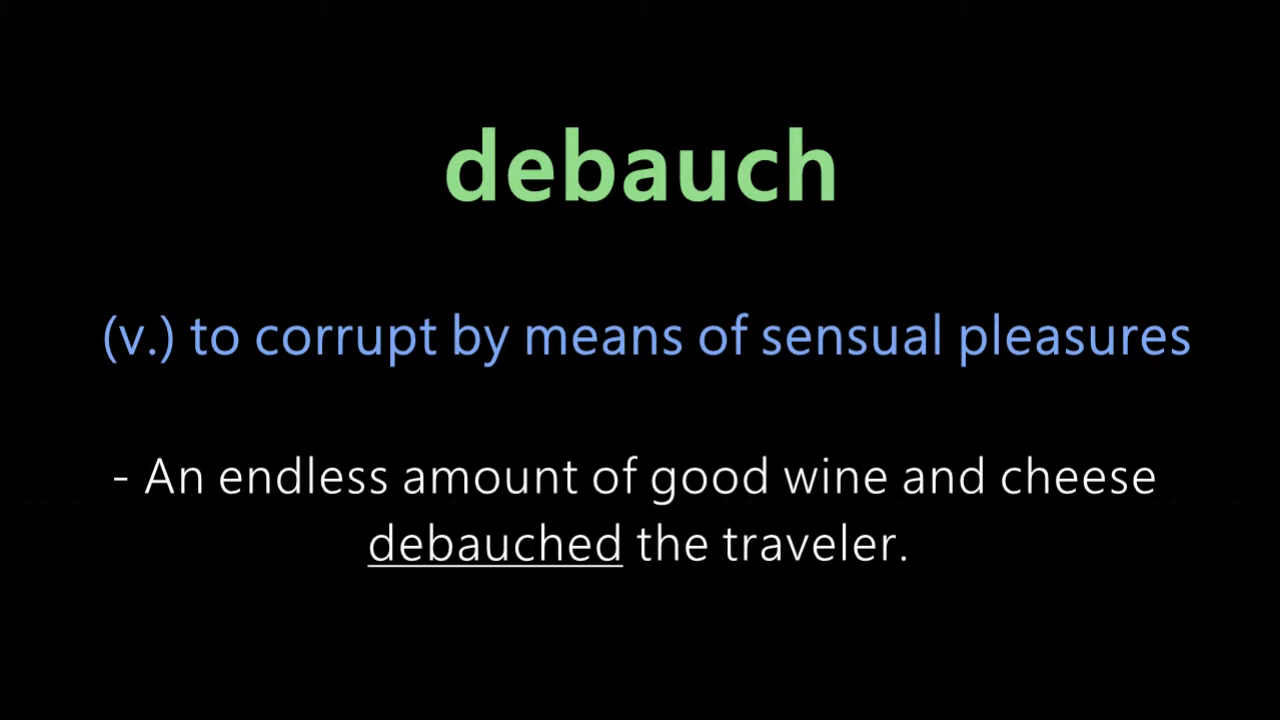 debauch
(v.) to corrupt by means of sensual pleasures
- An endless amount of good wine and cheese
debauched the traveler.